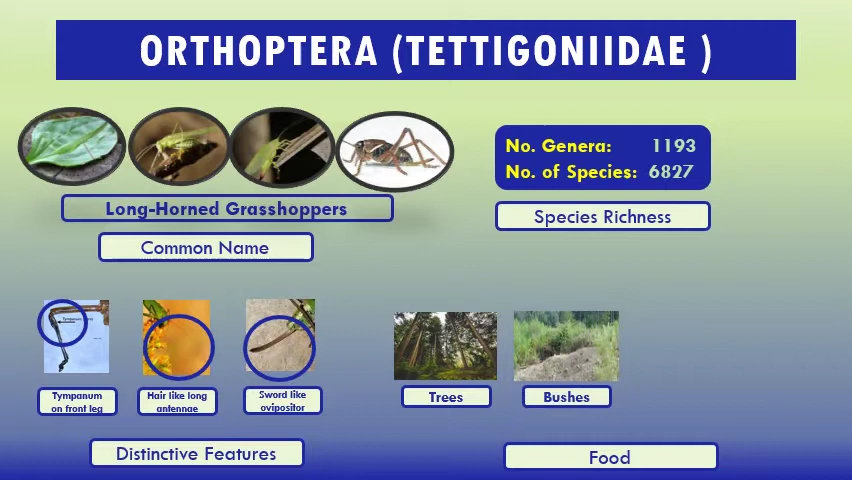 ORTHOPTERA (TETTIGONIIDAE )
No. Genera: 1193
No. of Species: 6827
Long-Horned Grasshoppers
Species Richness
Common Name
Tympanum
on front leg
Hair like long
antennae
Sword like
ovipositor
Trees
Bushes
Distinctive Features
Food